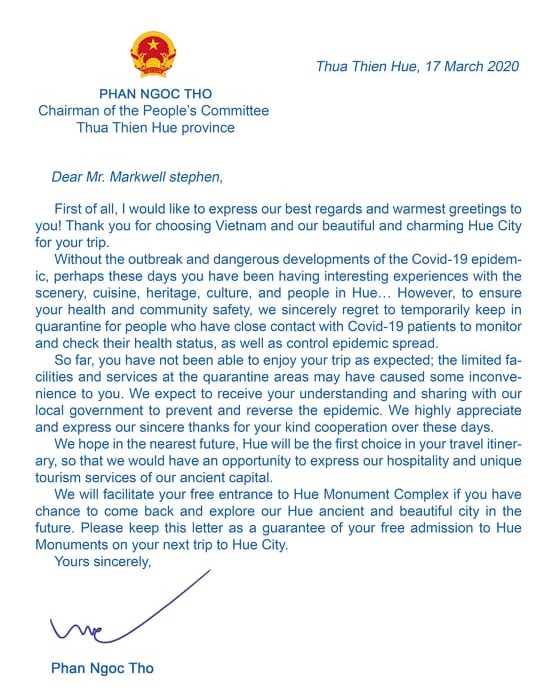 Thua Thien Hue, 17 March 2020
PHAN NGOC THO
Chairman of the People's Committee
Thua Thien Hue province
Dear Mr. Markwell stephen,
First of all, I would like to express our best regards and warmest greetings to
you! Thank you for choosing Vietnam and our beautiful and charming Hue City
for your trip.
Without the outbreak and dangerous developments of the Covid-19 epidem-
ic, perhaps these days you have been having interesting experiences with the
scenery, cuisine, heritage, culture, and people in Hue… However, to ensure
your health and community safety, we sincerely regret to temporarily keep in
quarantine for people who have close contact with Covid-19 patients to monitor
and check their health status, as well as control epidemic spread.
So far, you have not been able to enjoy your trip as expected; the limited fa-
cilities and services at the quarantine areas may have caused some inconve-
nience to you. We expect to receive your understanding and sharing with our
local government to prevent and reverse the epidemic. We highly appreciate
and express our sincere thanks for your kind cooperation over these days.
We hope in the nearest future, Hue will be the first choice in your travel itiner-
ary, so that we would have an opportunity to express our hospitality and unique
tourism services of our ancient capital.
We will facilitate your free entrance to Hue Monument Complex if you have
chance to come back and explore our Hue ancient and beautiful city in the
future. Please keep this letter as a guarantee of your free admission to Hue
Monuments on your next trip to Hue City.
Yours sincerely,
Phan Ngoc Tho